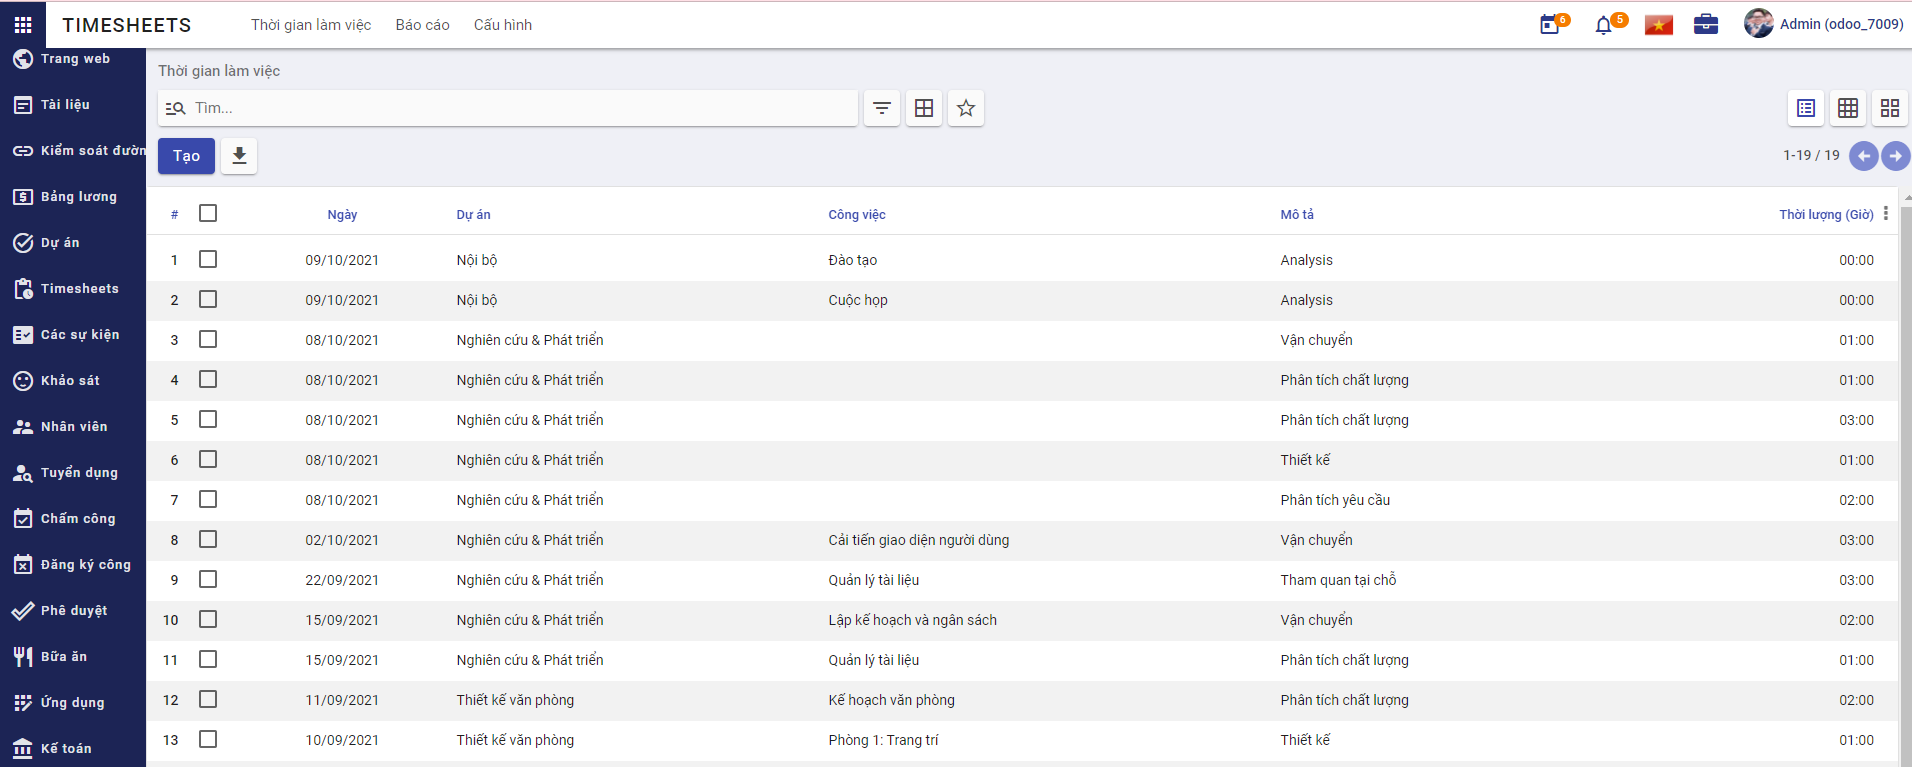 TIMESHEETS Thời gian làm việc Báo cáo Cấu hình 6 5 Admin (odoo_7009)
Trang web
Tài liệu
Kiểm soát đườn
Bảng lương
Dự án
Timesheets
Các sự kiện
Khảo sát
Nhân viên
Tuyển dụng
Chấm công
Đăng ký công
Phê duyệt
Bữa ăn
Ứng dụng
Kế toán
Thời gian làm việc
Tìm...
Tạo
1-19 / 19
# Ngày Dự án Công việc Mô tả Thời lượng (Giờ)
1 09/10/2021 Nội bộ Đào tạo Analysis 00:00
2 09/10/2021 Nội bộ Cuộc họp Analysis 00:00
3 08/10/2021 Nghiên cứu & Phát triển Vận chuyển 01:00
4 08/10/2021 Nghiên cứu & Phát triển Phân tích chất lượng 01:00
5 08/10/2021 Nghiên cứu & Phát triển Phân tích chất lượng 03:00
6 08/10/2021 Nghiên cứu & Phát triển Thiết kế 01:00
7 08/10/2021 Nghiên cứu & Phát triển Phân tích yêu cầu 02:00
8 02/10/2021 Nghiên cứu & Phát triển Cải tiến giao diện người dùng Vận chuyển 03:00
9 22/09/2021 Nghiên cứu & Phát triển Quản lý tài liệu Tham quan tại chỗ 03:00
10 15/09/2021 Nghiên cứu & Phát triển Lập kế hoạch và ngân sách Vận chuyển 02:00
11 15/09/2021 Nghiên cứu & Phát triển Quản lý tài liệu Phân tích chất lượng 01:00
12 11/09/2021 Thiết kế văn phòng Kế hoạch văn phòng Phân tích chất lượng 02:00
13 10/09/2021 Thiết kế văn phòng Phòng 1: Trang trí Thiết kế 01:00